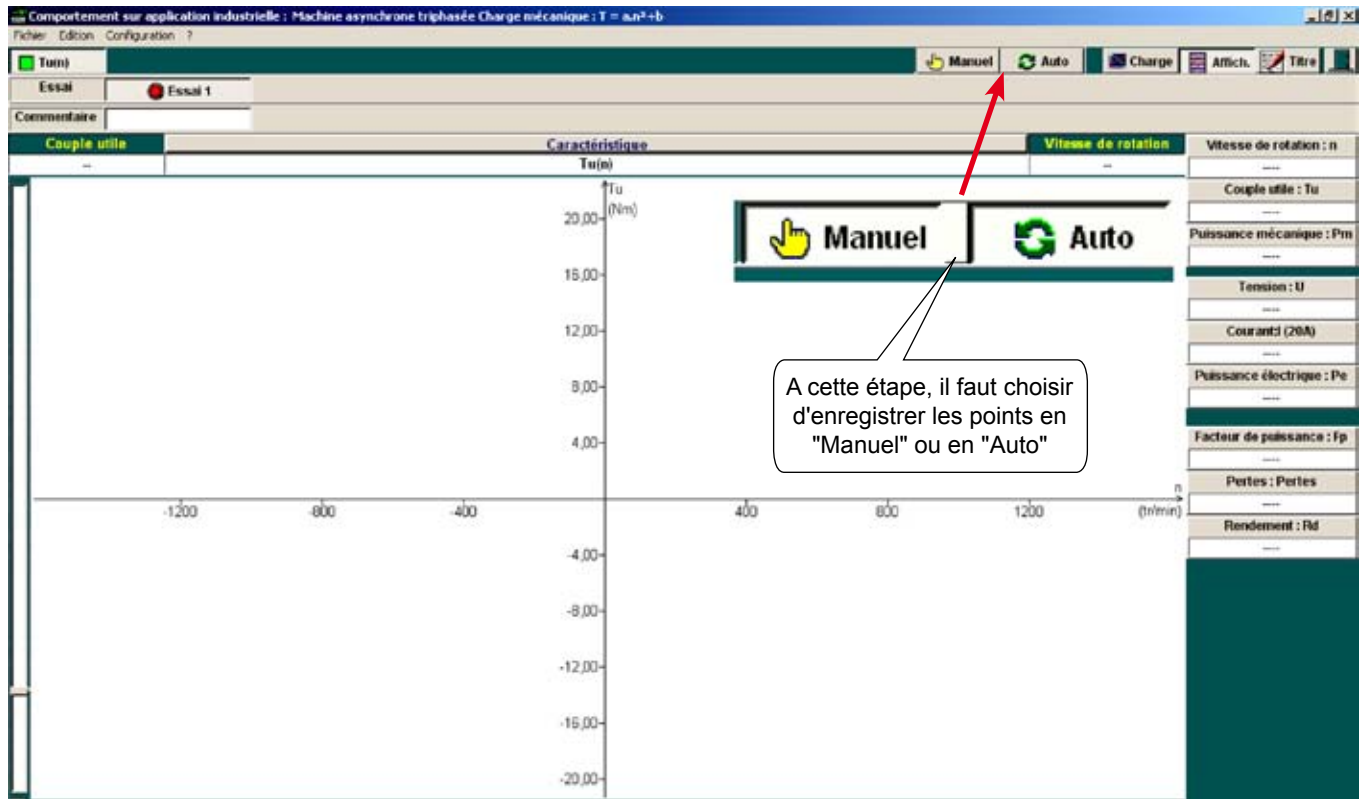 Comportement sur application industrielle : Machine asynchrone triphasée Charge mécanique : T = a.n²+b
Fichier Edition Configuration ?
Tu(n) Manuel Auto Charge Affich. Titre
Essai Essai 1
Commentaire
Couple utile Caractéristique Vitesse de rotation
-- Tu(n) --
Vitesse de rotation : n
----
Couple utile : Tu
----
Puissance mécanique : Pm
----
Tension : U
----
Courant:I (20A)
----
Puissance électrique : Pe
----
Facteur de puissance : Fp
----
Pertes : Pertes
----
Rendement : Rd
----
Tu
(Nm)
20,00
16,00
12,00
8,00
4,00
-1200 -800 -400 400 800 1200
n
(tr/min)
-4,00
-8,00
-12,00
-16,00
-20,00
Manuel Auto
A cette étape, il faut choisir
d'enregistrer les points en
"Manuel" ou en "Auto"